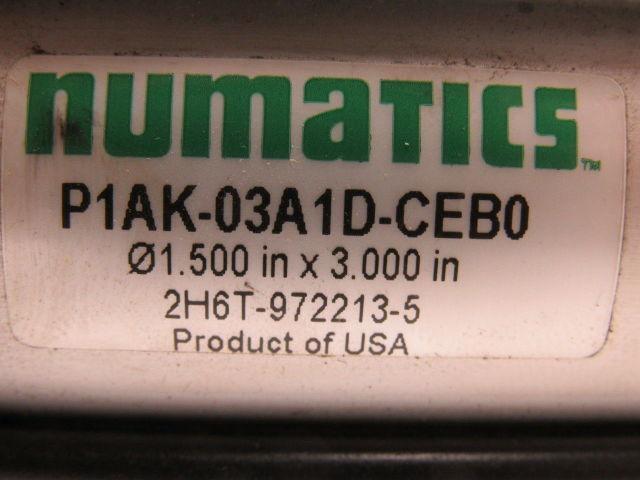 numatics™
P1AK-03A1D-CEB0
Ø1.500 in x 3.000 in
2H6T-972213-5
Product of USA